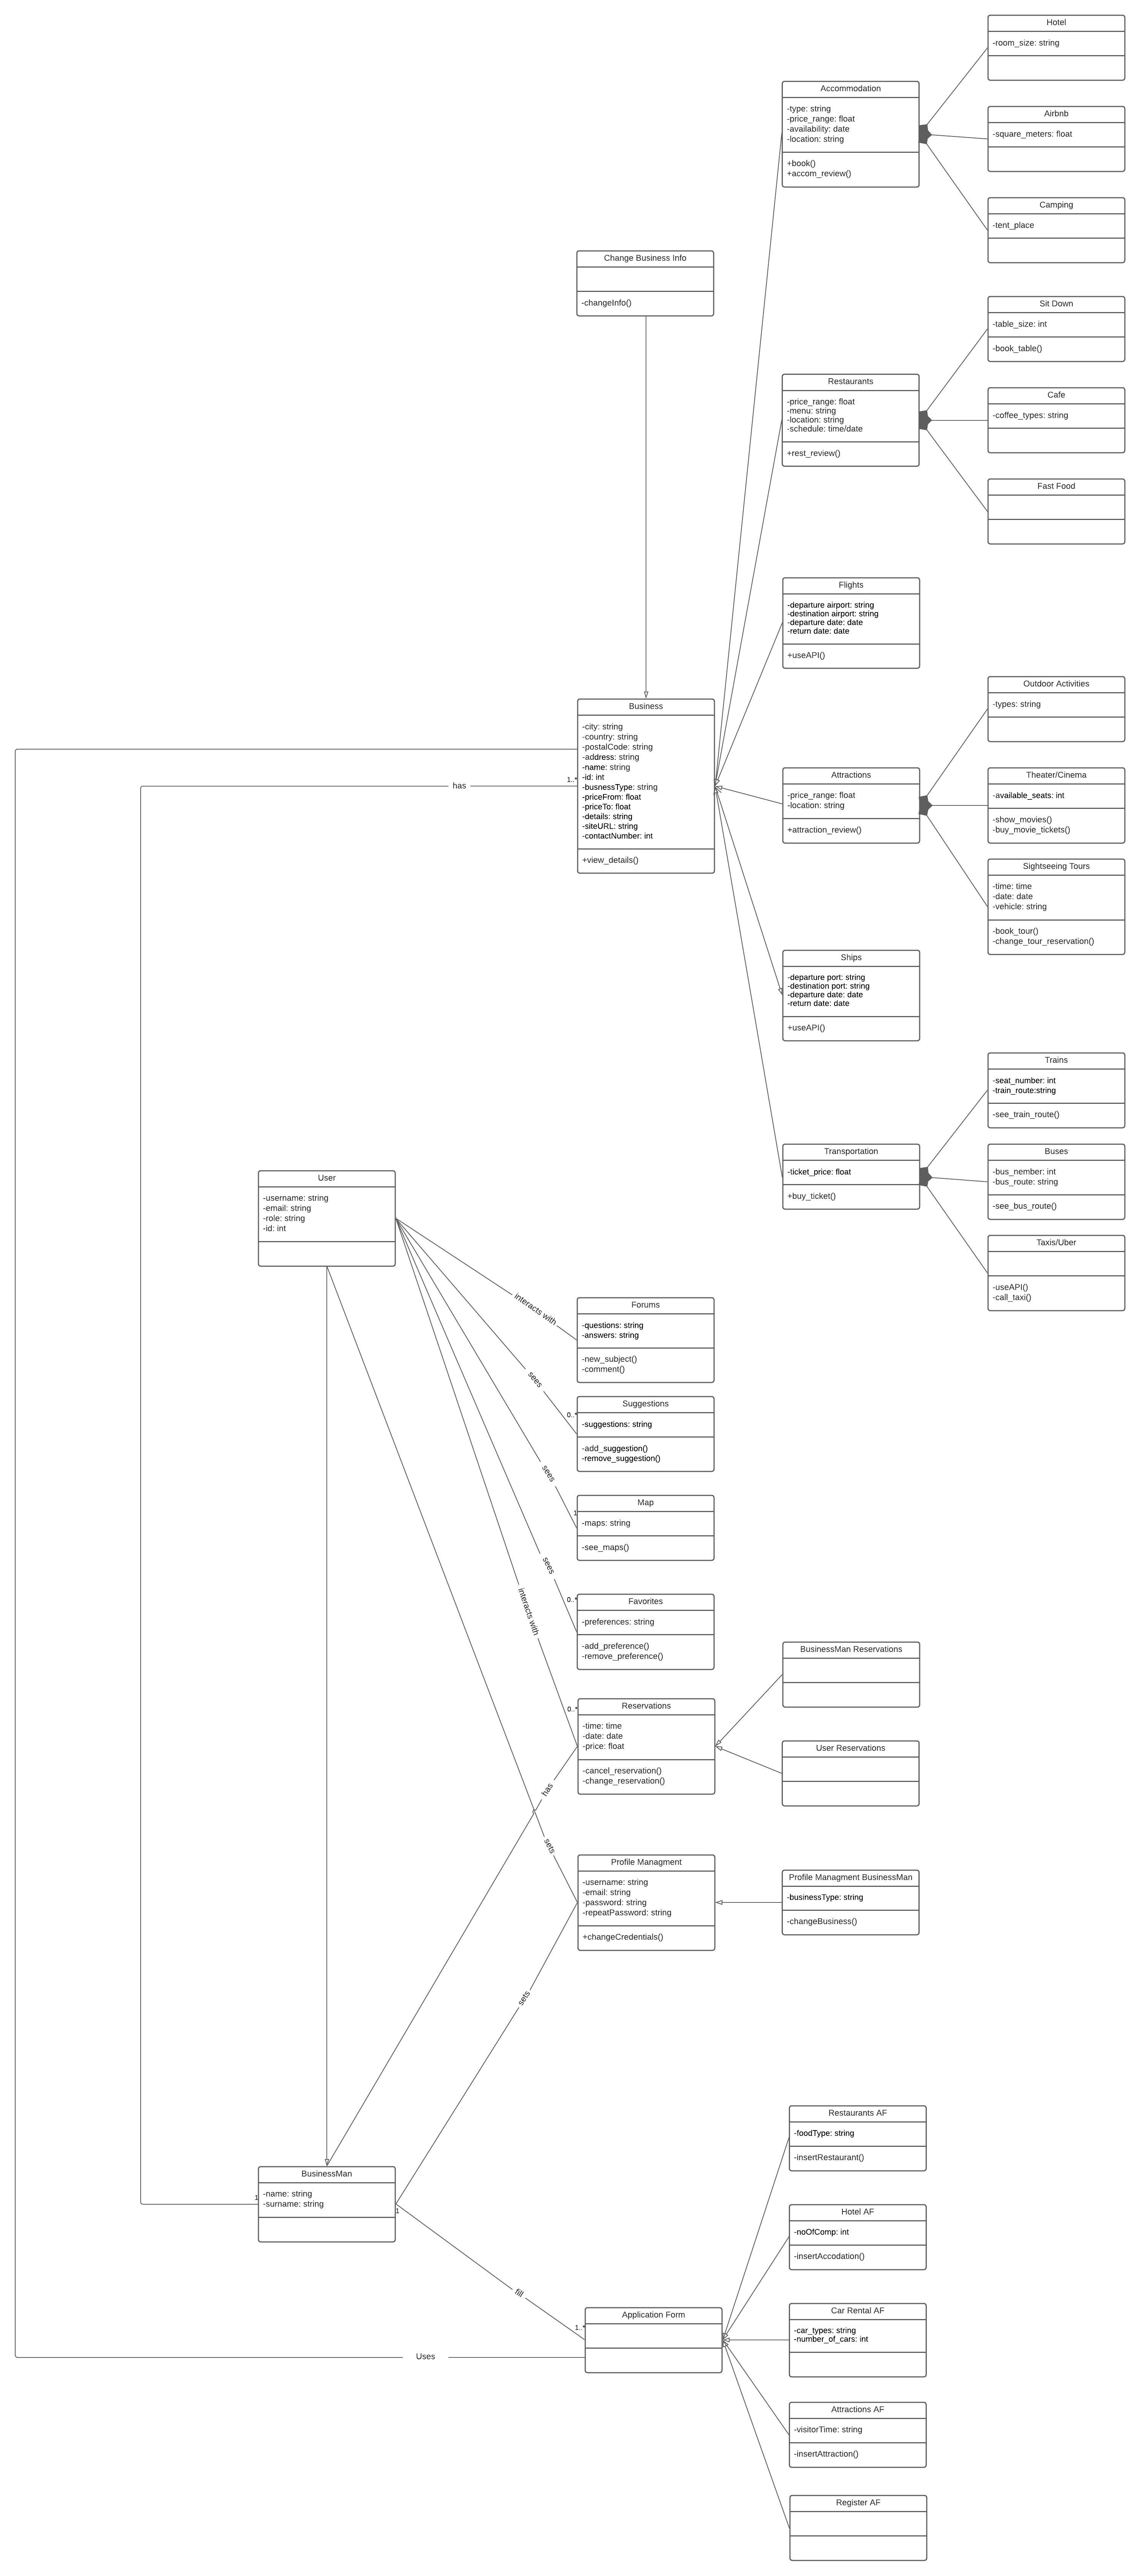 Hotel
-room_size: string
Accommodation
-type: string
-price_range: float
-availability: date
-location: string
+book()
+accom_review()
Airbnb
-square_meters: float
Camping
-tent_place
Change Business Info
-changeInfo()
Sit Down
-table_size: int
-book_table()
Restaurants
-price_range: float
-menu: string
-location: string
-schedule: time/date
+rest_review()
Cafe
-coffee_types: string
Fast Food
Flights
-departure airport: string
-destination airport: string
-departure date: date
-return date: date
+useAPI()
Business
-city: string
-country: string
-postalCode: string
-address: string
-name: string
-id: int
-busnessType: string
-priceFrom: float
-priceTo: float
-details: string
-siteURL: string
-contactNumber: int
+view_details()
1..*
has
Outdoor Activities
-types: string
Attractions
-price_range: float
-location: string
+attraction_review()
Theater/Cinema
-available_seats: int
-show_movies()
-buy_movie_tickets()
Sightseeing Tours
-time: time
-date: date
-vehicle: string
-book_tour()
-change_tour_reservation()
Ships
-departure port: string
-destination port: string
-departure date: date
-return date: date
+useAPI()
Trains
-seat_number: int
-train_route:string
-see_train_route()
Transportation
-ticket_price: float
+buy_ticket()
Buses
-bus_nember: int
-bus_route: string
-see_bus_route()
Taxis/Uber
-useAPI()
-call_taxi()
User
-username: string
-email: string
-role: string
-id: int
interacts with
Forums
-questions: string
-answers: string
-new_subject()
-comment()
sees
0..*
Suggestions
-suggestions: string
-add_suggestion()
-remove_suggestion()
sees
1
Map
-maps: string
-see_maps()
sees
0..*
Favorites
-preferences: string
-add_preference()
-remove_preference()
interacts with
0..*
Reservations
-time: time
-date: date
-price: float
-cancel_reservation()
-change_reservation()
BusinessMan Reservations
User Reservations
has
sets
Profile Managment
-username: string
-email: string
-password: string
-repeatPassword: string
+changeCredentials()
Profile Managment BusinessMan
-businessType: string
-changeBusiness()
sets
BusinessMan
-name: string
-surname: string
1
1
fill
1..*
Application Form
Uses
Restaurants AF
-foodType: string
-insertRestaurant()
Hotel AF
-noOfComp: int
-insertAccodation()
Car Rental AF
-car_types: string
-number_of_cars: int
Attractions AF
-visitorTime: string
-insertAttraction()
Register AF